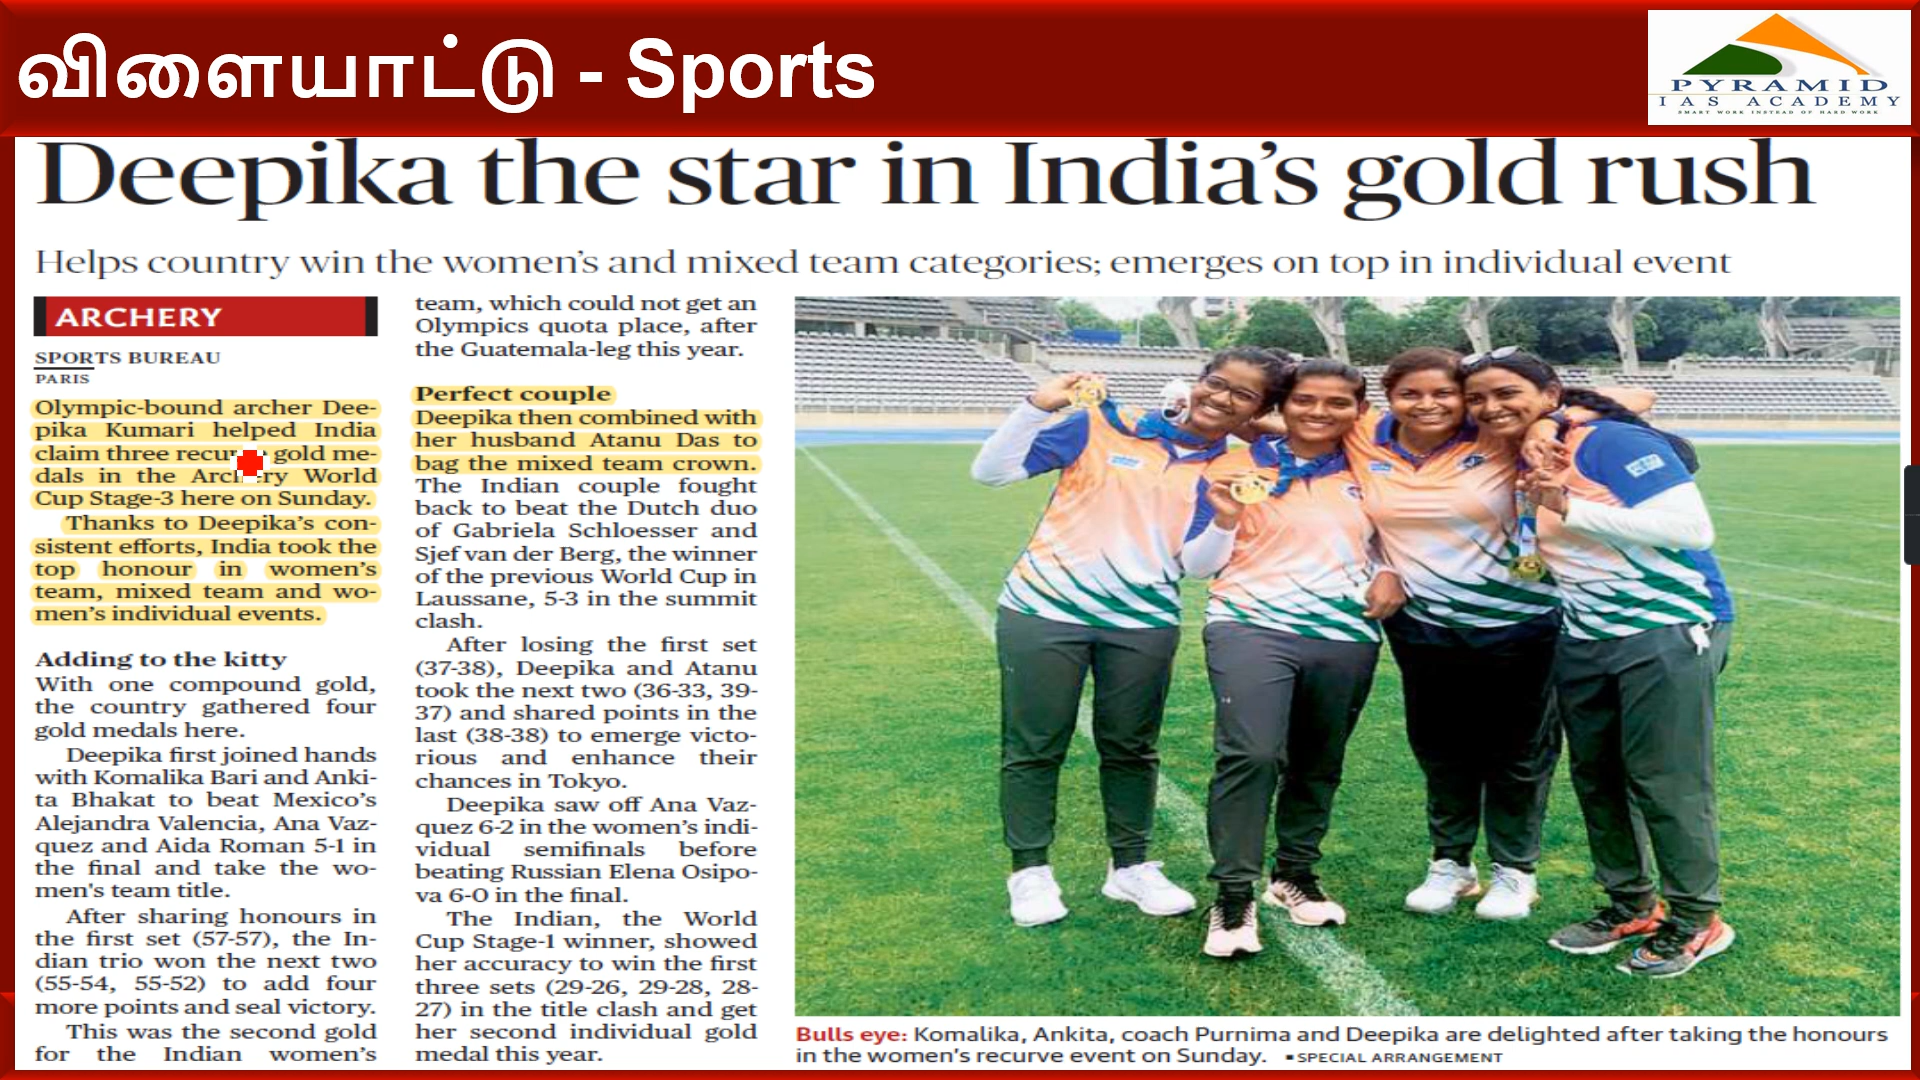 விளையாட்டு - Sports
PYRAMID
IAS ACADEMY
SMART WORK INSTEAD OF HARD WORK
Deepika the star in India’s gold rush
Helps country win the women’s and mixed team categories; emerges on top in individual event
ARCHERY
SPORTS BUREAU
PARIS
Olympic-bound archer Dee-
pika Kumari helped India
claim three gold me-
dals in the World
Cup Stage-3 here on Sunday.
Thanks to Deepika’s con-
sistent efforts, India took the
top honour in women’s
team, mixed team and wo-
men’s individual events.
Adding to the kitty
With one compound gold,
the country gathered four
gold medals here.
Deepika first joined hands
with Komalika Bari and Anki-
ta Bhakat to beat Mexico’s
Alejandra Valencia, Ana Vaz-
quez and Aida Roman 5-1 in
the final and take the wo-
men's team title.
After sharing honours in
the first set (57-57), the In-
dian trio won the next two
(55-54, 55-52) to add four
more points and seal victory.
This was the second gold
for the Indian women’s
team, which could not get an
Olympics quota place, after
the Guatemala-leg this year.
Perfect couple
Deepika then combined with
her husband Atanu Das to
bag the mixed team crown.
The Indian couple fought
back to beat the Dutch duo
of Gabriela Schloesser and
Sjef van der Berg, the winner
of the previous World Cup in
Laussane, 5-3 in the summit
clash.
After losing the first set
(37-38), Deepika and Atanu
took the next two (36-33, 39-
37) and shared points in the
last (38-38) to emerge victo-
rious and enhance their
chances in Tokyo.
Deepika saw off Ana Vaz-
quez 6-2 in the women’s indi-
vidual semifinals before
beating Russian Elena Osipo-
va 6-0 in the final.
The Indian, the World
Cup Stage-1 winner, showed
her accuracy to win the first
three sets (29-26, 29-28, 28-
27) in the title clash and get
her second individual gold
medal this year.
Bulls eye: Komalika, Ankita, coach Purnima and Deepika are delighted after taking the honours
in the women’s recurve event on Sunday. ▪SPECIAL ARRANGEMENT